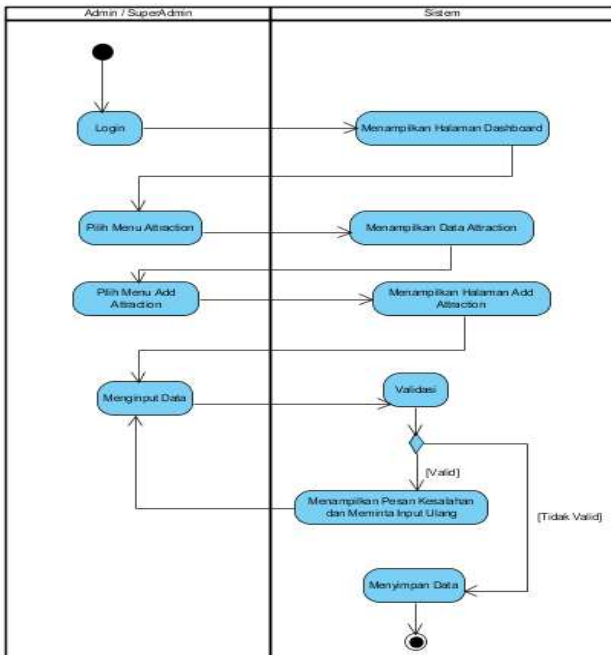 Admin / SuperAdmin
Sistem
Login
Menampilkan Halaman Dashboard
Pilih Menu Attraction
Menampilkan Data Attraction
Pilih Menu Add
Attraction
Menampilkan Halaman Add
Attraction
Menginput Data
Validasi
[Valid]
Menampilkan Pesan Kesalahan
dan Meminta Input Ulang
[Tidak Valid]
Menyimpan Data